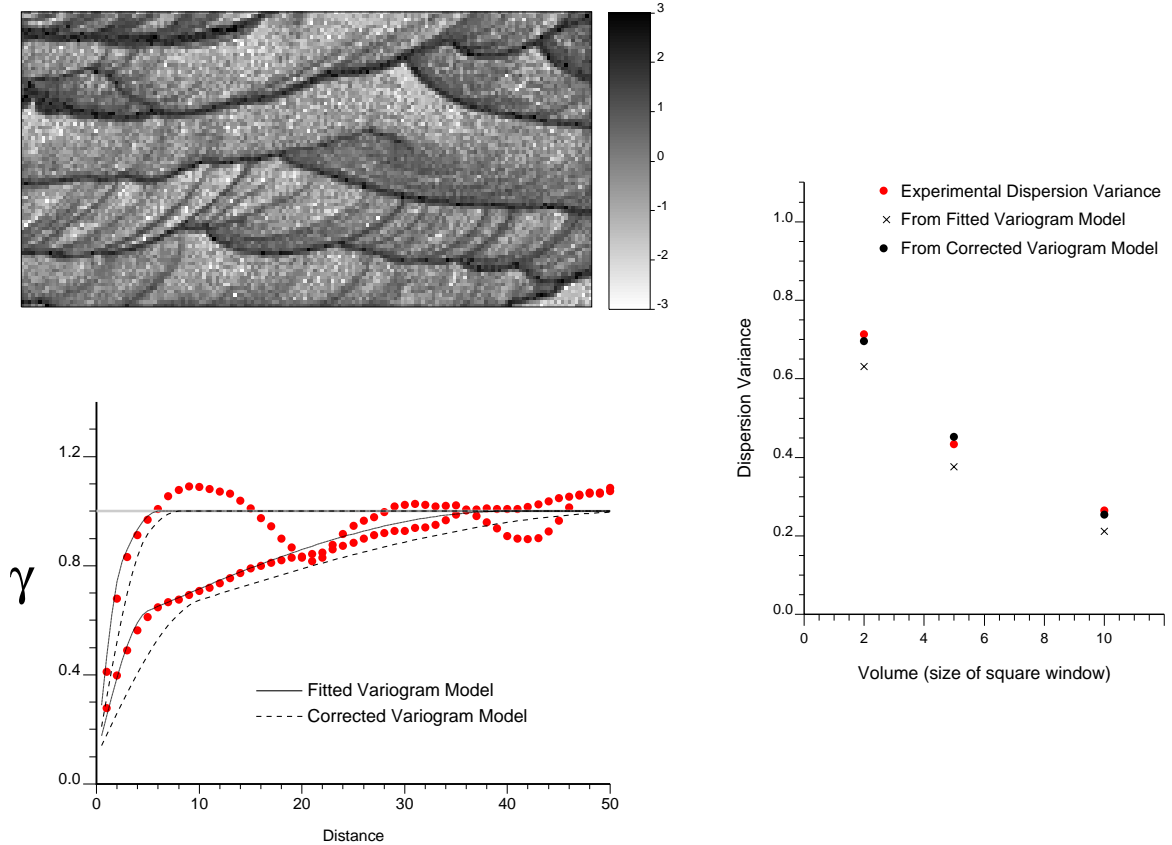 3
2
1
0
-1
-2
-3
Experimental Dispersion Variance
From Fitted Variogram Model
From Corrected Variogram Model
1.0
0.8
0.6
0.4
0.2
0.0
Dispersion Variance
0 2 4 6 8 10
Volume (size of square window)
1.2
0.8
0.4
0.0
γ
Fitted Variogram Model
Corrected Variogram Model
0 10 20 30 40 50
Distance